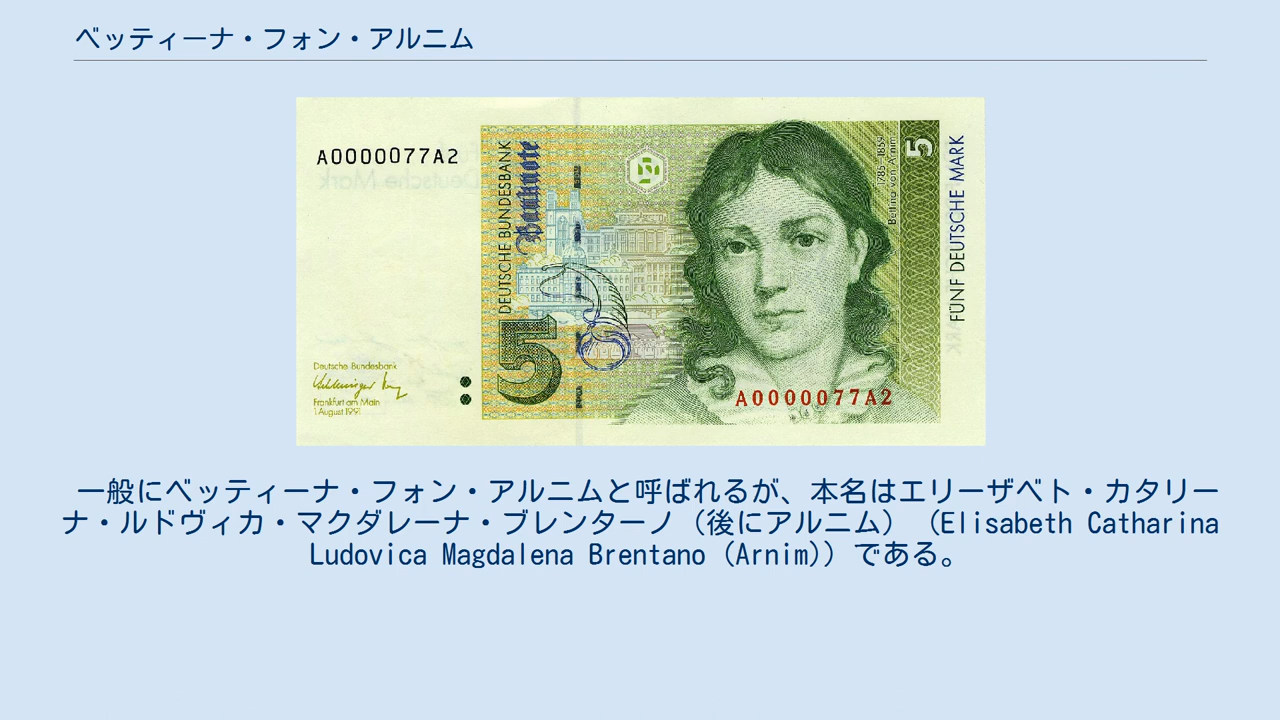 ベッティーナ・フォン・アルニム
A0000077A2
DEUTSCHE BUNDESBANK
Banknote
5
1785-1859
Bettina von Arnim
5
FÜNF DEUTSCHE MARK
Deutsche Bundesbank
Frankfurt am Main
1. August 1991
5
A0000077A2
一般にベッティーナ・フォン・アルニムと呼ばれるが、本名はエリーザベト・カタリー
ナ・ルドヴィカ・マクダレーナ・ブレンターノ（後にアルニム）（Elisabeth Catharina
Ludovica Magdalena Brentano (Arnim)）である。